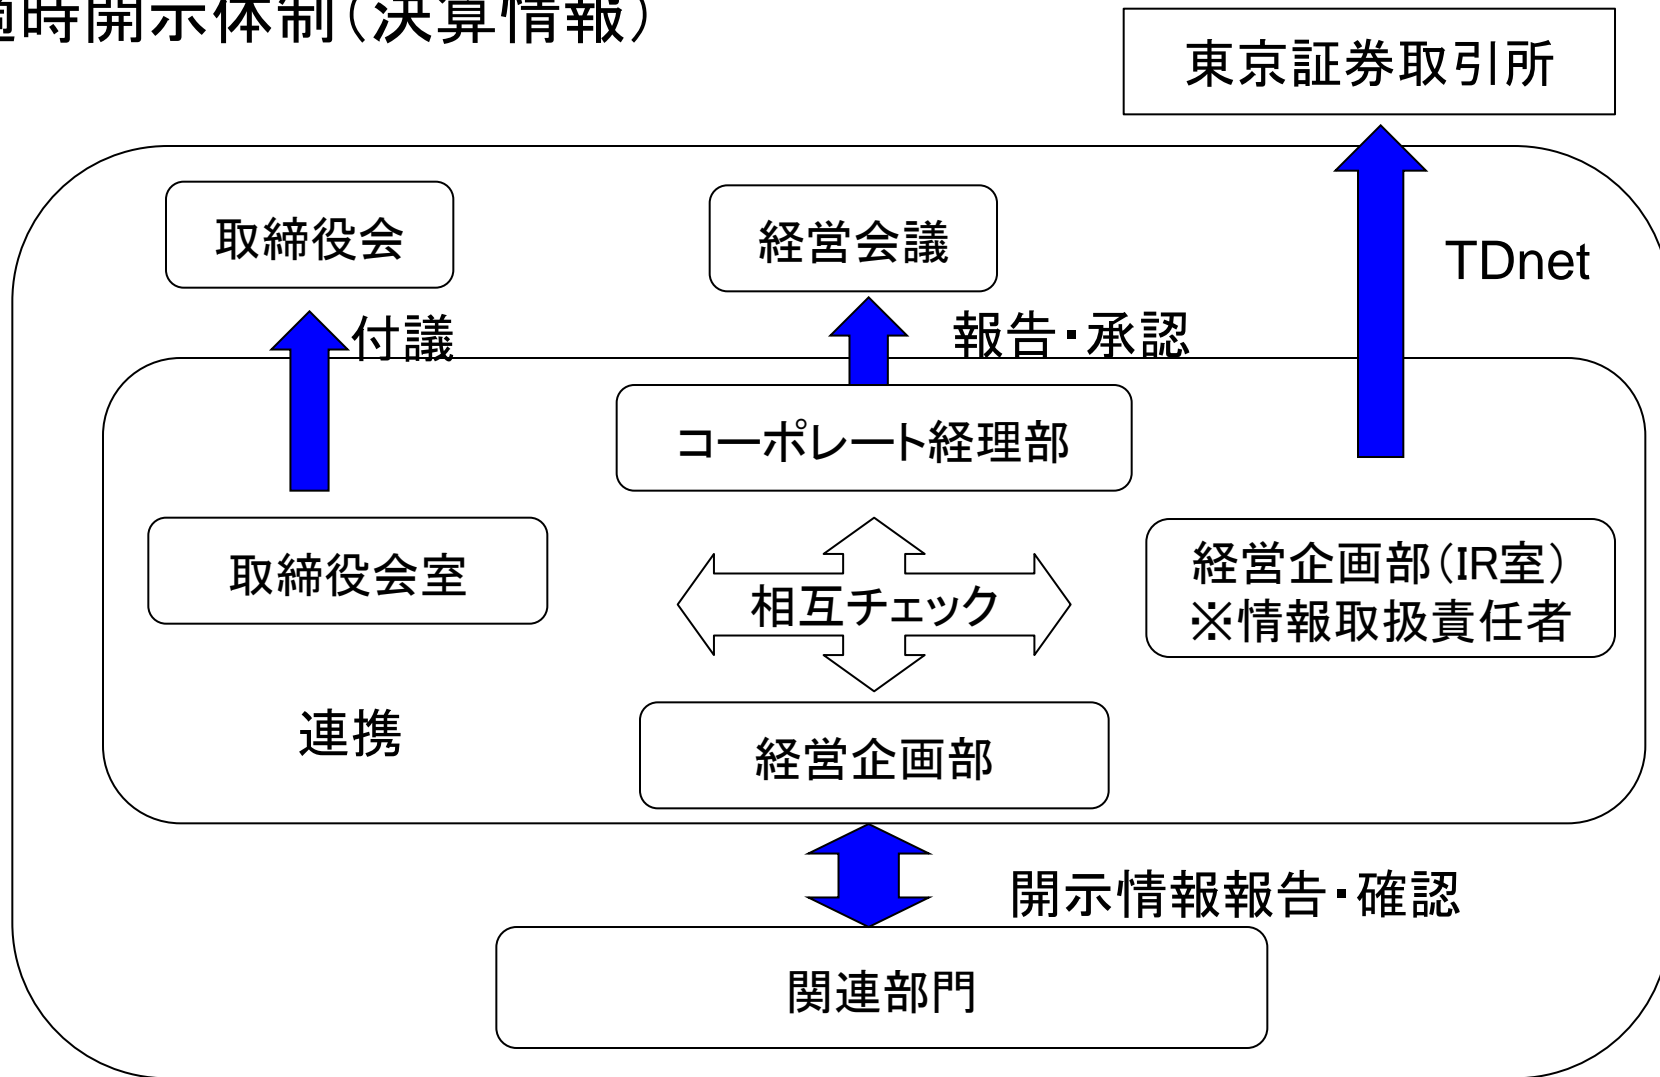 適時開示体制（決算情報）
東京証券取引所
取締役会
経営会議
TDnet
付議
報告・承認
コーポレート経理部
取締役会室
相互チェック
経営企画部（IR室）
※情報取扱責任者
連携
経営企画部
開示情報報告・確認
関連部門